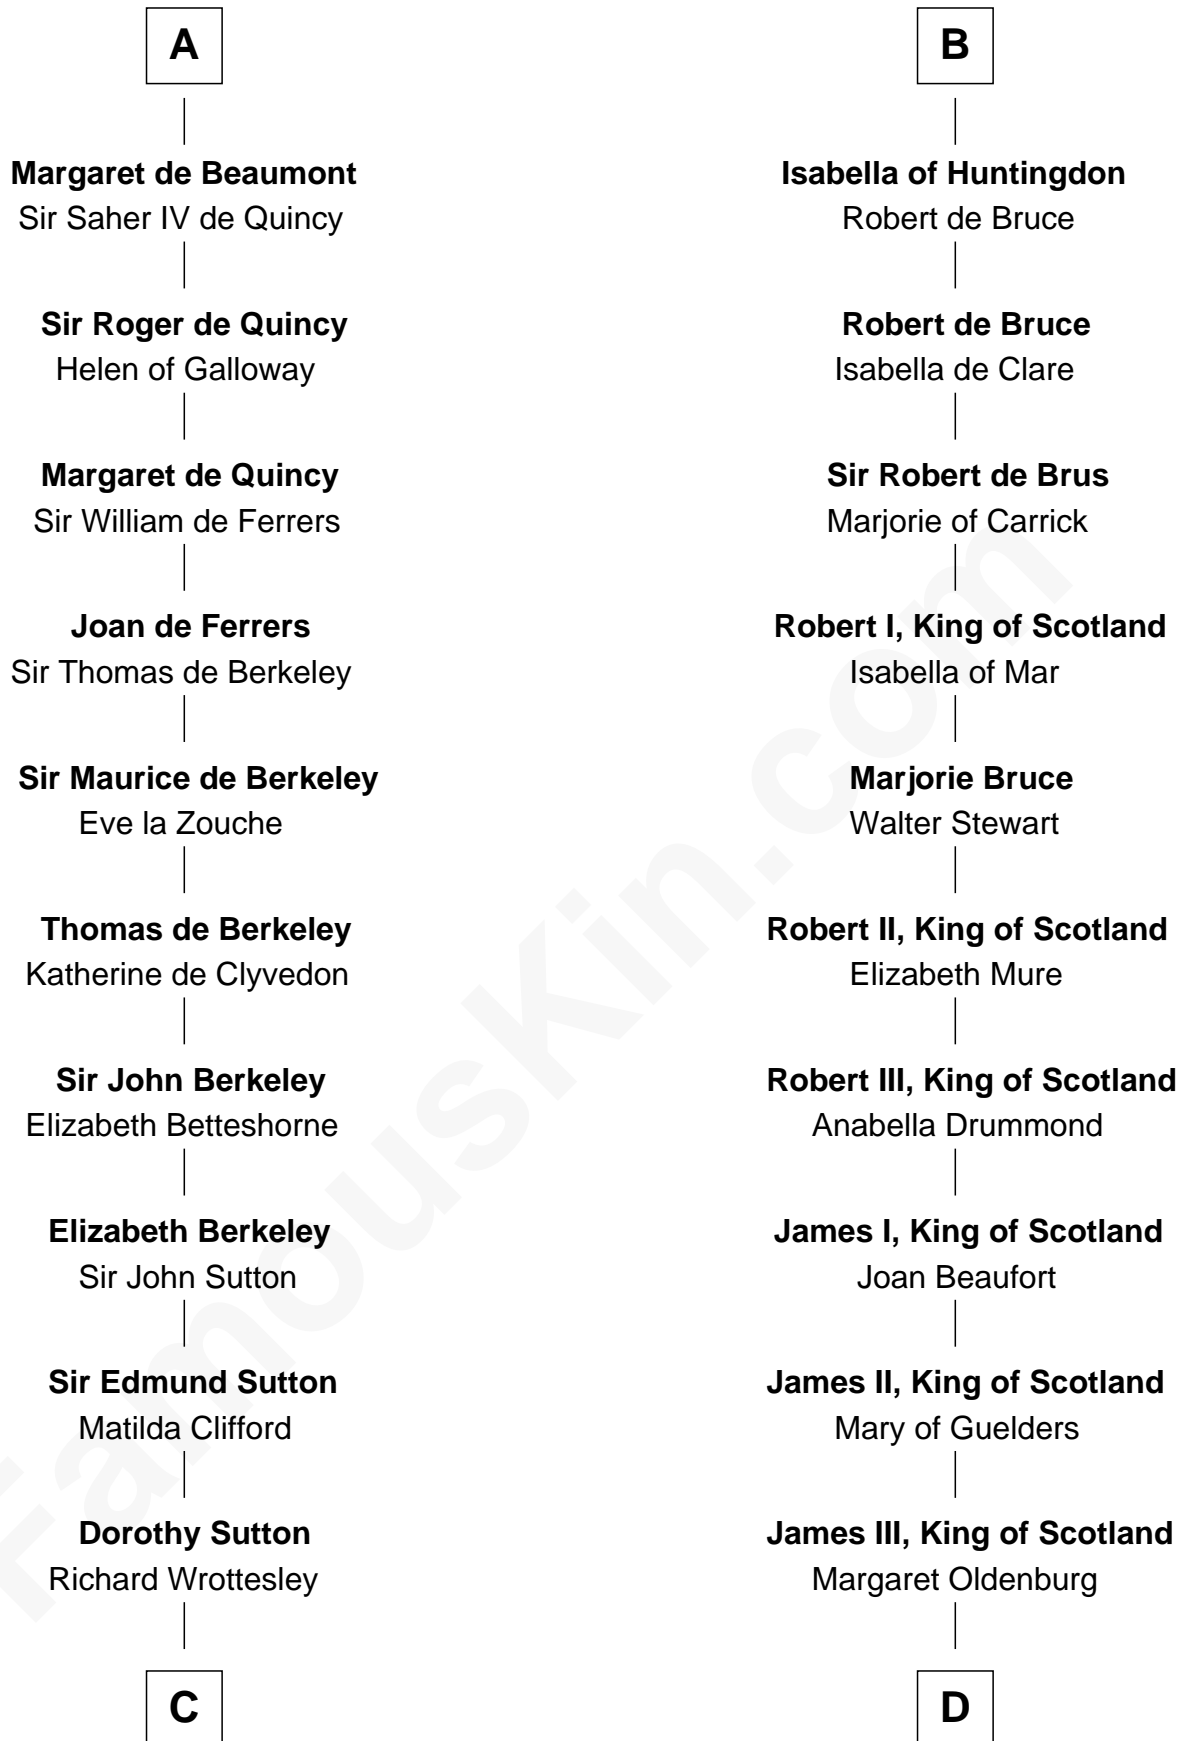 A
Margaret de Beaumont
Sir Saher IV de Quincy
Sir Roger de Quincy
Helen of Galloway
Margaret de Quincy
Sir William de Ferrers
Joan de Ferrers
Sir Thomas de Berkeley
Sir Maurice de Berkeley
Eve la Zouche
Thomas de Berkeley
Katherine de Clyvedon
Sir John Berkeley
Elizabeth Betteshorne
Elizabeth Berkeley
Sir John Sutton
Sir Edmund Sutton
Matilda Clifford
Dorothy Sutton
Richard Wrottesley
C
B
Isabella of Huntingdon
Robert de Bruce
Robert de Bruce
Isabella de Clare
Sir Robert de Brus
Marjorie of Carrick
Robert I, King of Scotland
Isabella of Mar
Marjorie Bruce
Walter Stewart
Robert II, King of Scotland
Elizabeth Mure
Robert III, King of Scotland
Anabella Drummond
James I, King of Scotland
Joan Beaufort
James II, King of Scotland
Mary of Guelders
James III, King of Scotland
Margaret Oldenburg
D
FamousKin.com